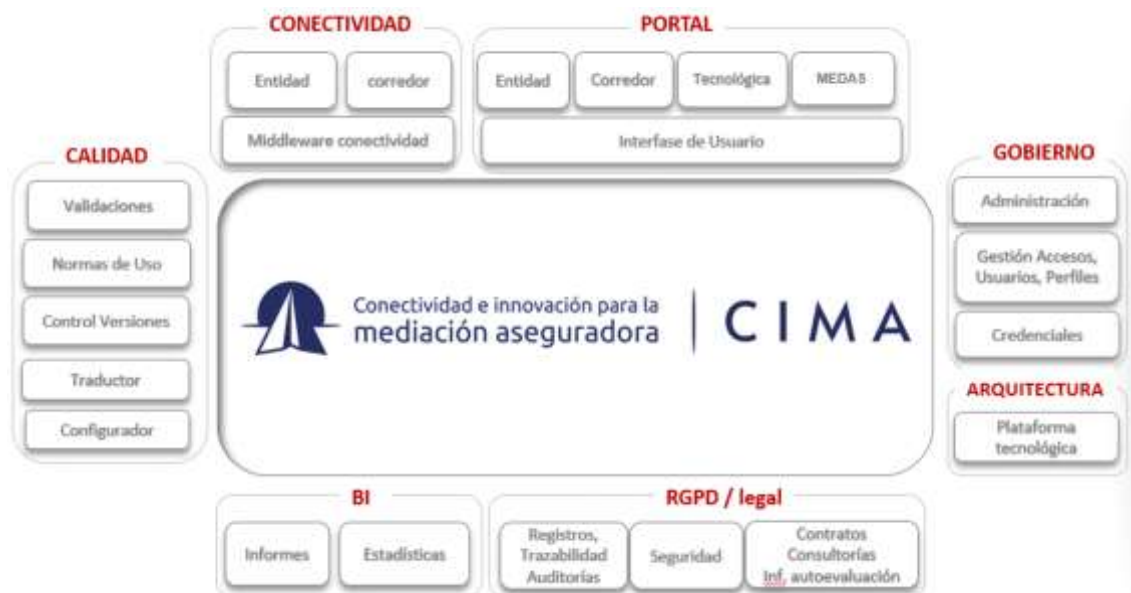 CONECTIVIDAD
Entidad
corredor
Middleware conectividad
PORTAL
Entidad
Corredor
Tecnológica
MEDAS
Interfase de Usuario
CALIDAD
Validaciones
Normas de Uso
Control Versiones
Traductor
Configurador
Conectividad e innovación para la
mediación aseguradora
CIMA
GOBIERNO
Administración
Gestión Accesos,
Usuarios, Perfiles
Credenciales
ARQUITECTURA
Plataforma
tecnológica
BI
Informes
Estadísticas
RGPD / legal
Registros,
Trazabilidad
Auditorías
Seguridad
Contratos
Consultorías
Inf. autoevaluación